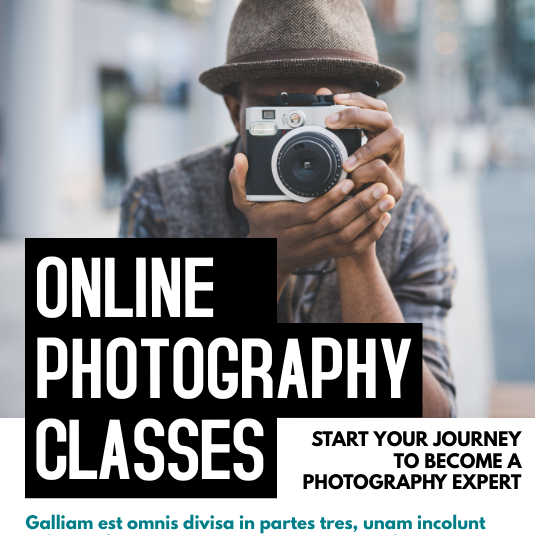 ONLINE
PHOTOGRAPHY
CLASSES
START YOUR JOURNEY
TO BECOME A
PHOTOGRAPHY EXPERT
Galliam est omnis divisa in partes tres, unam incolunt